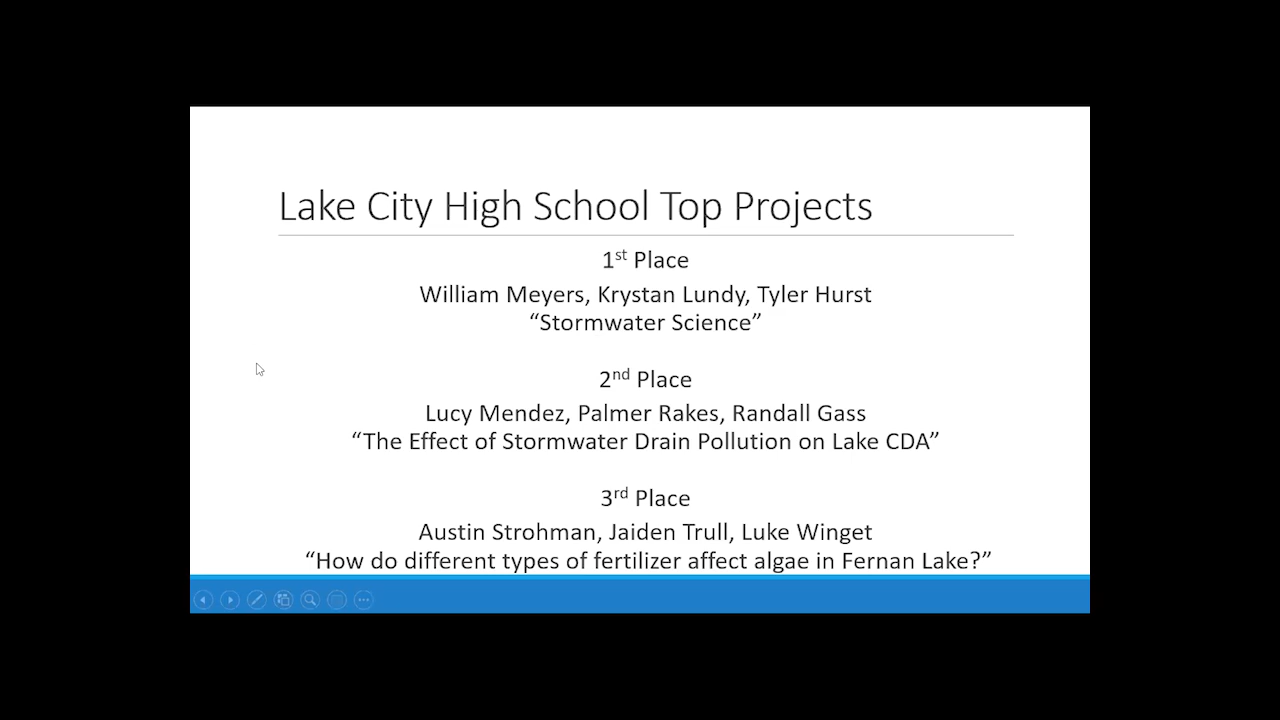 Lake City High School Top Projects
1st Place
William Meyers, Krystan Lundy, Tyler Hurst
“Stormwater Science”
2nd Place
Lucy Mendez, Palmer Rakes, Randall Gass
“The Effect of Stormwater Drain Pollution on Lake CDA”
3rd Place
Austin Strohman, Jaiden Trull, Luke Winget
“How do different types of fertilizer affect algae in Fernan Lake?”